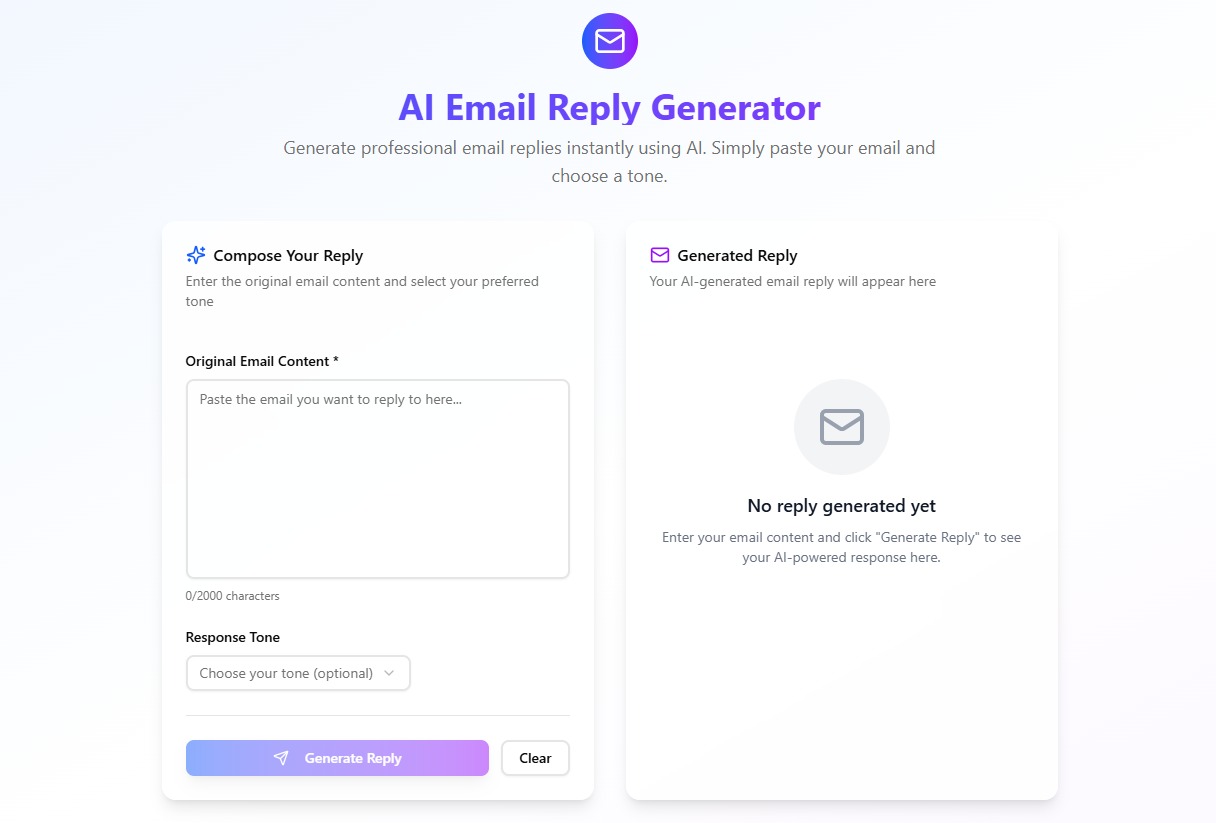 AI Email Reply Generator
Generate professional email replies instantly using AI. Simply paste your email and
choose a tone.
Compose Your Reply
Enter the original email content and select your preferred
tone
Original Email Content *
Paste the email you want to reply to here...
0/2000 characters
Response Tone
Choose your tone (optional)
Generate Reply
Clear
Generated Reply
Your AI-generated email reply will appear here
No reply generated yet
Enter your email content and click "Generate Reply" to see
your AI-powered response here.